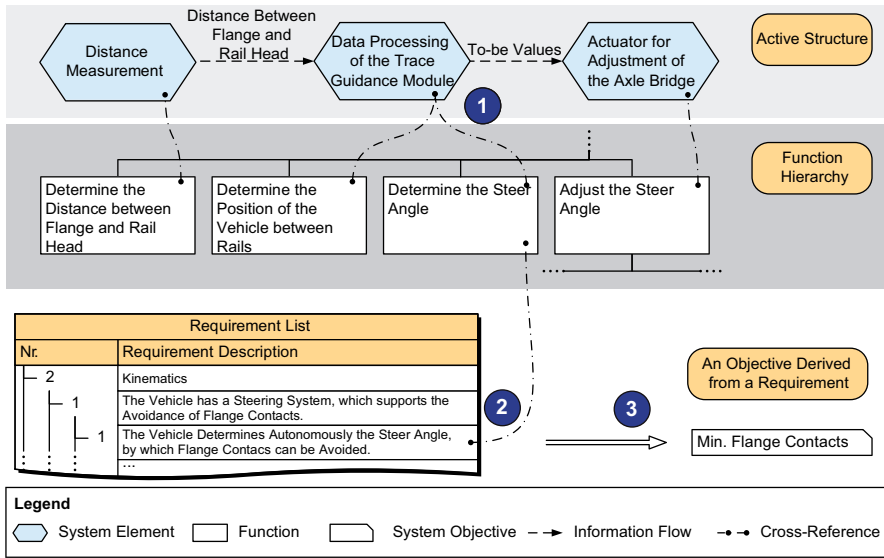 Distance Between
Flange and
Rail Head
Distance
Measurement
Data Processing
of the Trace
Guidance Module
To-be Values
Actuator for
Adjustment of
the Axle Bridge
Active Structure
1
Function
Hierarchy
Determine the
Distance between
Flange and Rail
Head
Determine the
Position of the
Vehicle between
Rails
Determine the Steer
Angle
Adjust the Steer
Angle
Requirement List
Nr.
Requirement Description
2
Kinematics
1
The Vehicle has a Steering System, which supports the
Avoidance of Flange Contacts.
1
The Vehicle Determines Autonomously the Steer Angle,
by which Flange Contacs can be Avoided.
...
2
3
An Objective Derived
from a Requirement
Min. Flange Contacts
Legend
System Element
Function
System Objective
Information Flow
Cross-Reference